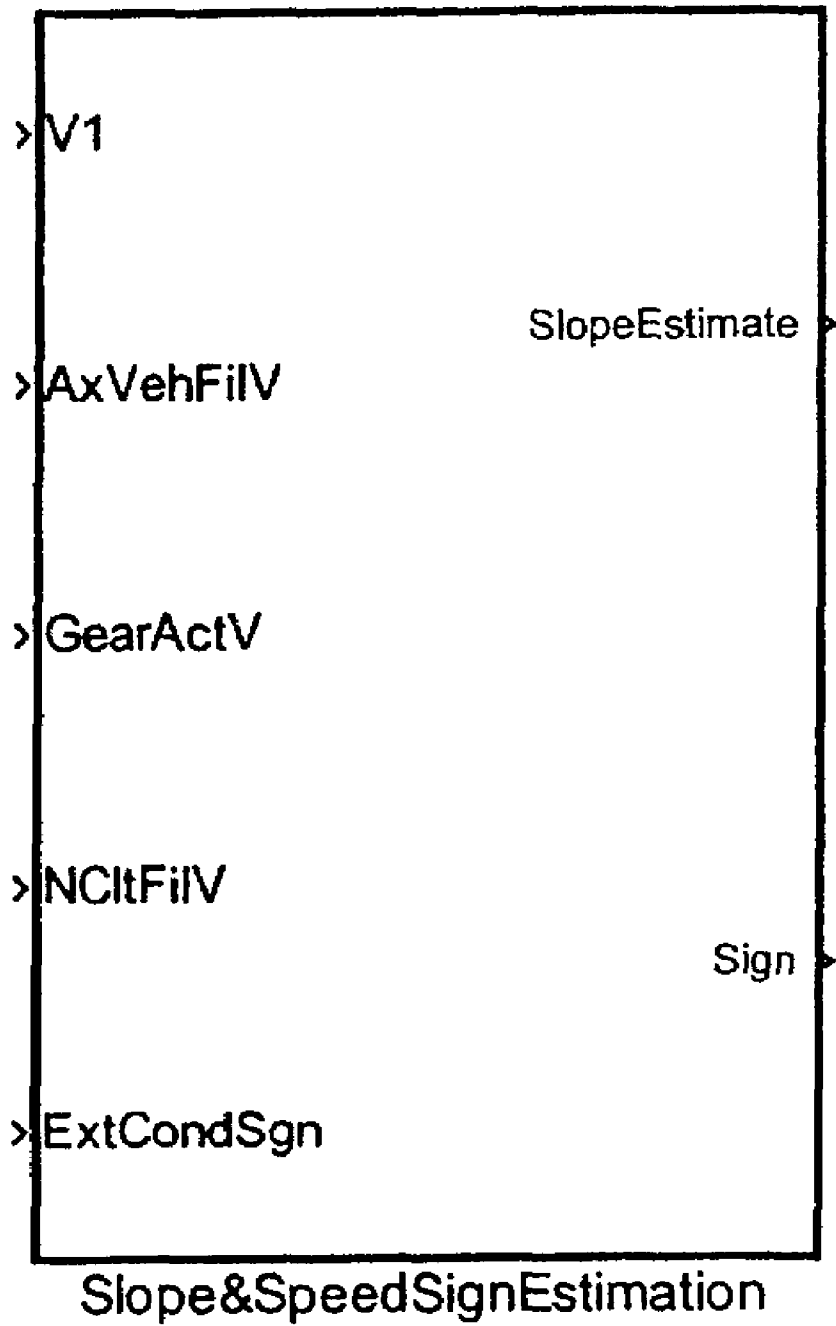 V1
SlopeEstimate
AxVehFilV
GearActV
NCltFilV
Sign
ExtCondSgn
Slope&SpeedSignEstimation